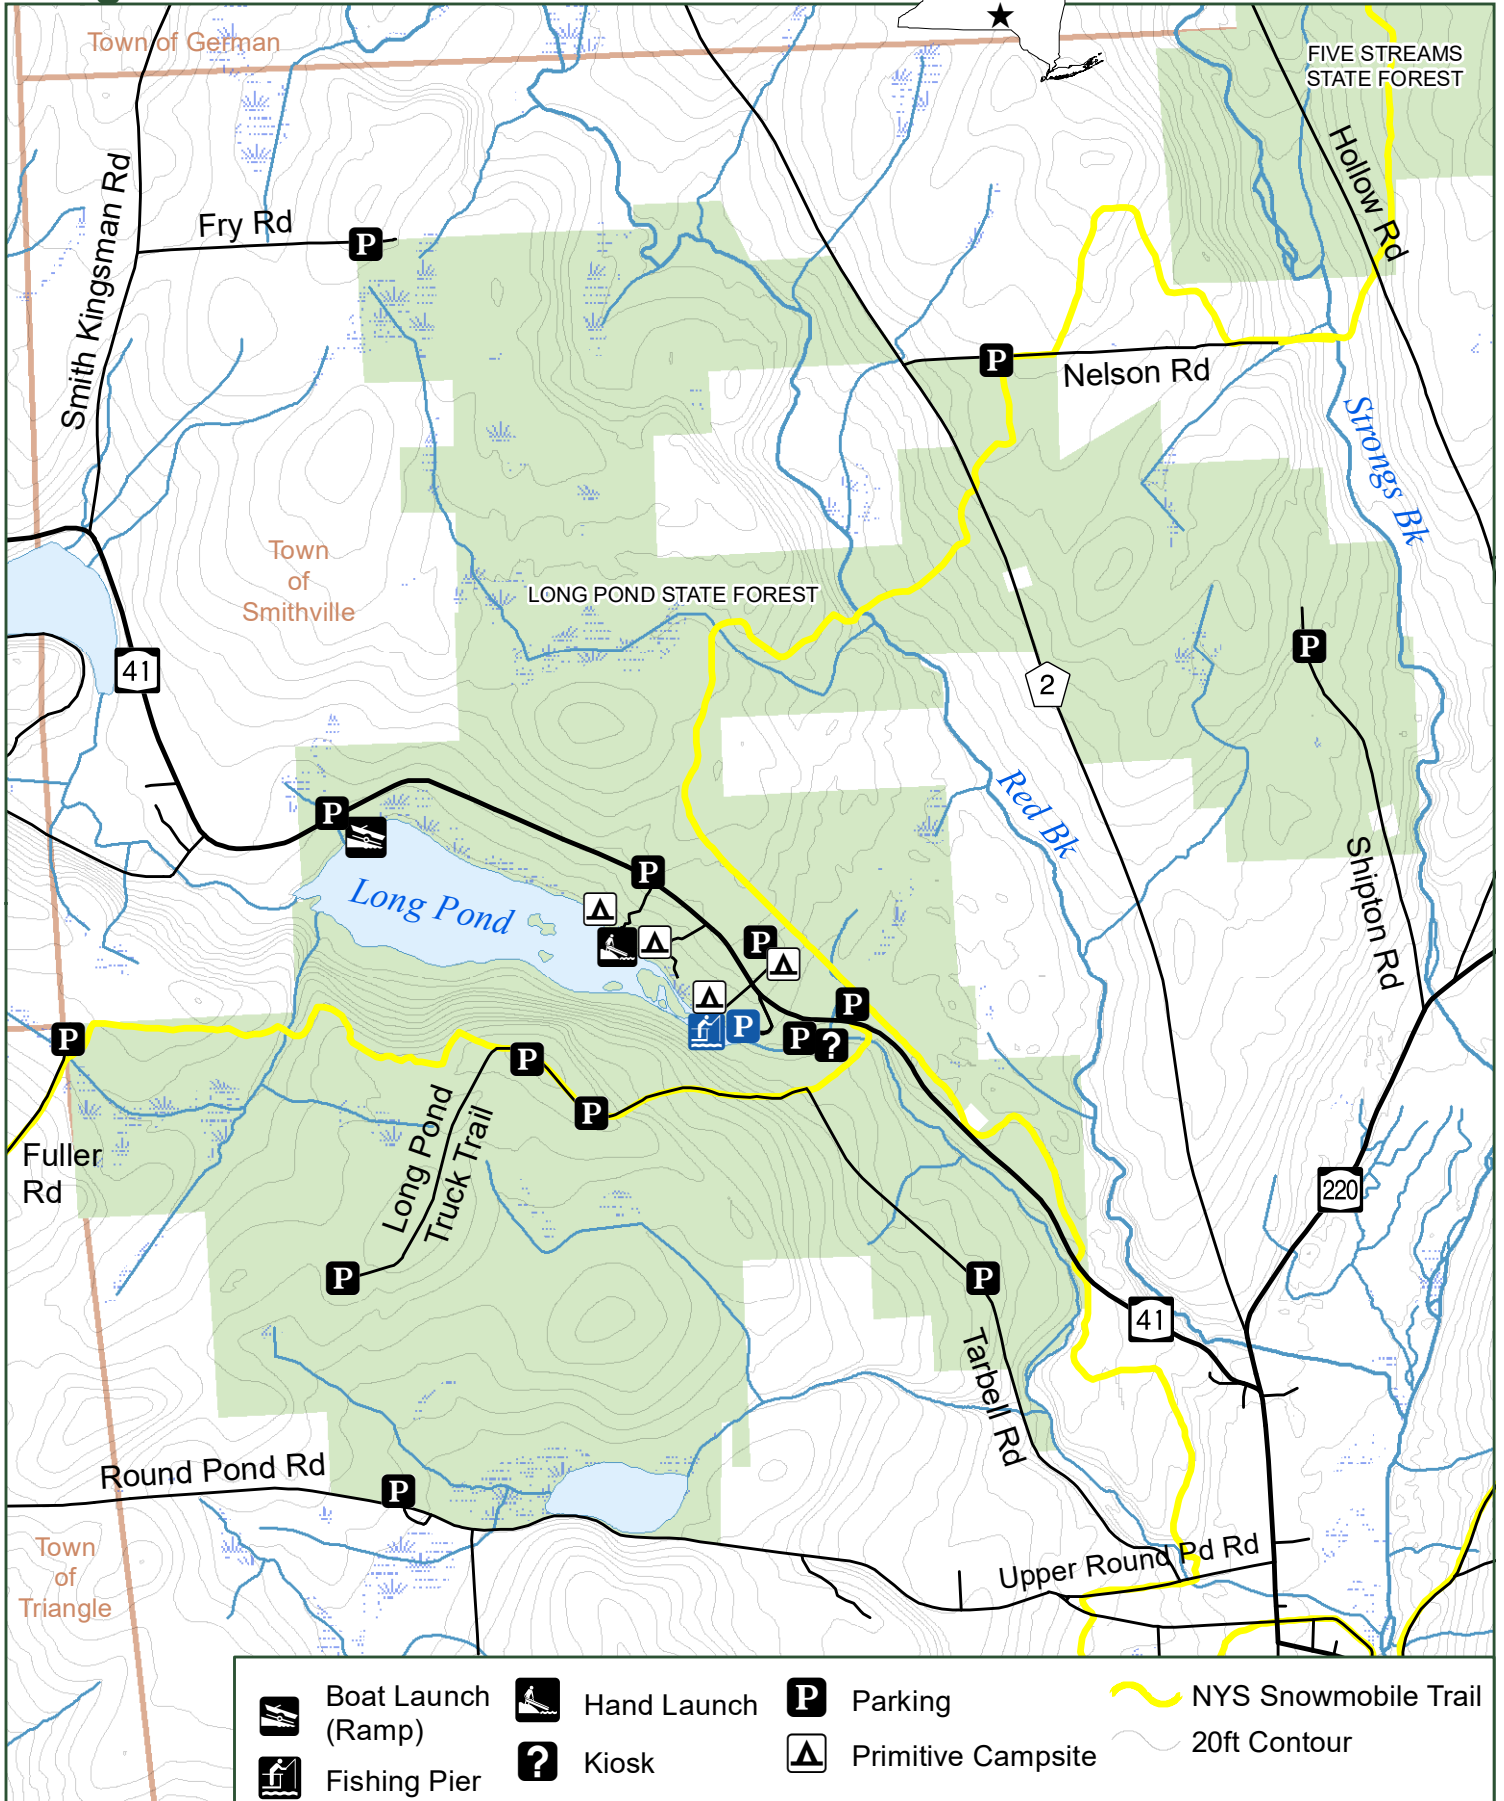 Town of German
FIVE STREAMS
STATE FOREST
Hollow Rd
Smith Kingsman Rd
Fry Rd
P
P
Nelson Rd
Strongs Bk
Town
of
Smithville
LONG POND STATE FOREST
41
2
P
Red Bk
Shipton Rd
P
P
Long Pond
P
P
P
P
?
P
P
P
Fuller
Rd
Long Pond
Truck Trail
220
P
P
41
Tarbell Rd
Round Pond Rd
P
Upper Round Pd Rd
Town
of
Triangle
Boat Launch
(Ramp)
Fishing Pier
Hand Launch
?
Kiosk
P
Parking
Primitive Campsite
NYS Snowmobile Trail
20ft Contour